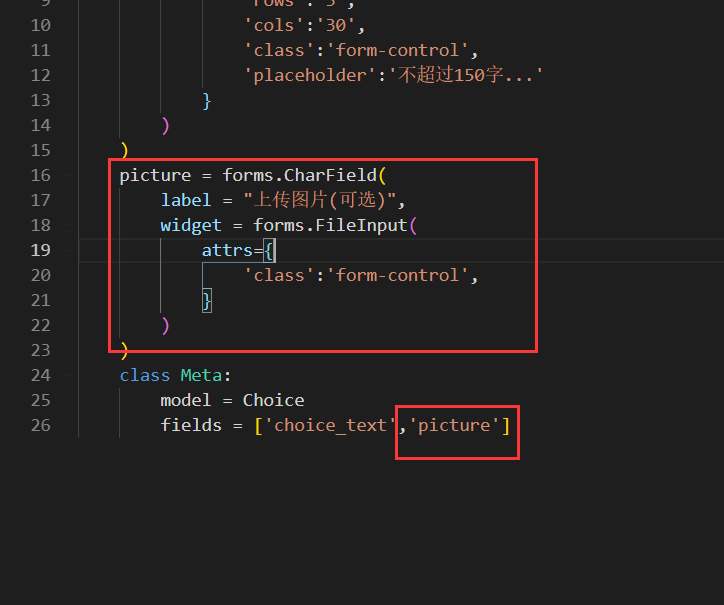 9 'rows':'5',
10 'cols':'30',
11 'class':'form-control',
12 'placeholder':'不超过150字...'
13 }
14 )
15 )
16 picture = forms.CharField(
17 label = "上传图片(可选)",
18 widget = forms.FileInput(
19 attrs={
20 'class':'form-control',
21 }
22 )
23 )
24 class Meta:
25 model = Choice
26 fields = ['choice_text','picture']